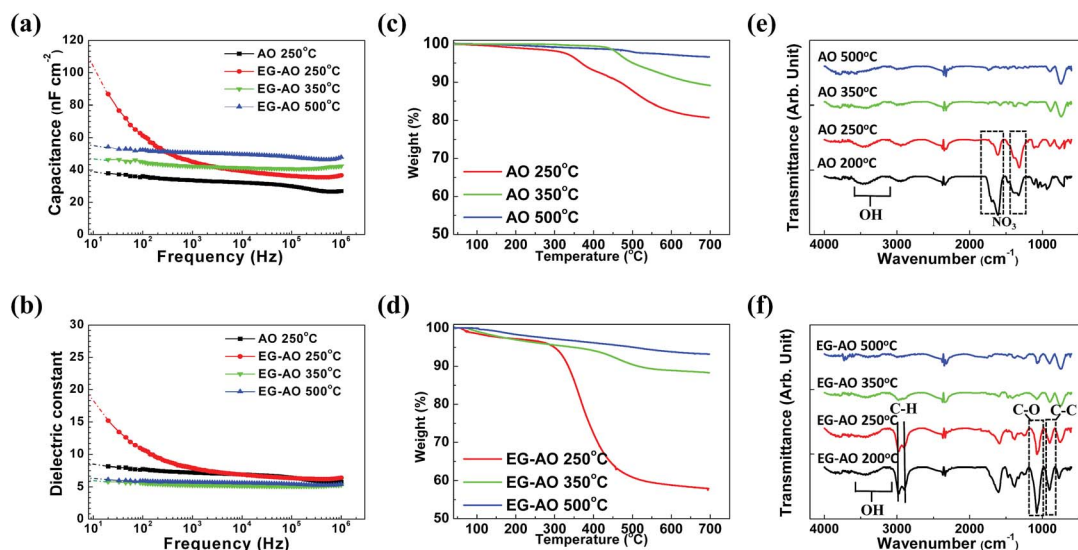 (a)
Capacitance (nF cm⁻²)
120
100
80
60
40
20
0
AO 250°C
EG-AO 250°C
EG-AO 350°C
EG-AO 500°C
10¹ 10² 10³ 10⁴ 10⁵ 10⁶
Frequency (Hz)
(c)
Weight (%)
100
95
90
85
80
75
70
65
60
55
50
AO 250°C
AO 350°C
AO 500°C
100 200 300 400 500 600 700
Temperature (°C)
(e)
Transmittance (Arb. Unit)
AO 500°C
AO 350°C
AO 250°C
AO 200°C
OH
NO₃
4000 3000 2000 1000
Wavenumber (cm⁻¹)
(b)
Dielectric constant
30
25
20
15
10
5
0
AO 250°C
EG-AO 250°C
EG-AO 350°C
EG-AO 500°C
10¹ 10² 10³ 10⁴ 10⁵ 10⁶
Frequency (Hz)
(d)
Weight (%)
100
90
80
70
60
50
EG-AO 250°C
EG-AO 350°C
EG-AO 500°C
100 200 300 400 500 600 700
Temperature (°C)
(f)
Transmittance (Arb. Unit)
EG-AO 500°C
EG-AO 350°C
C-H
C-O
C-C
EG-AO 250°C
EG-AO 200°C
OH
4000 3000 2000 1000
Wavenumber (cm⁻¹)